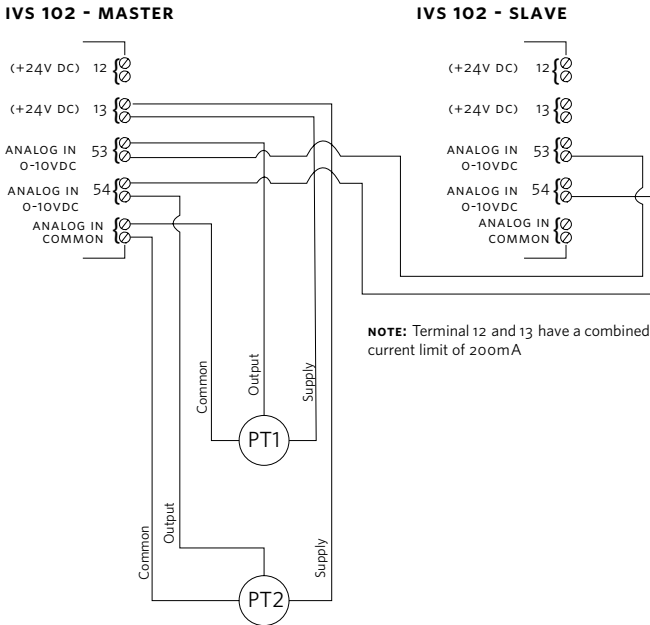 IVS 102 - MASTER
(+24V DC) 12
(+24V DC) 13
ANALOG IN 53
0-10VDC
ANALOG IN 54
0-10VDC
ANALOG IN
COMMON
IVS 102 - SLAVE
(+24V DC) 12
(+24V DC) 13
ANALOG IN 53
0-10VDC
ANALOG IN 54
0-10VDC
ANALOG IN
COMMON
NOTE: Terminal 12 and 13 have a combined
current limit of 200mA
Common
Output
Supply
PT1
Common
Output
Supply
PT2